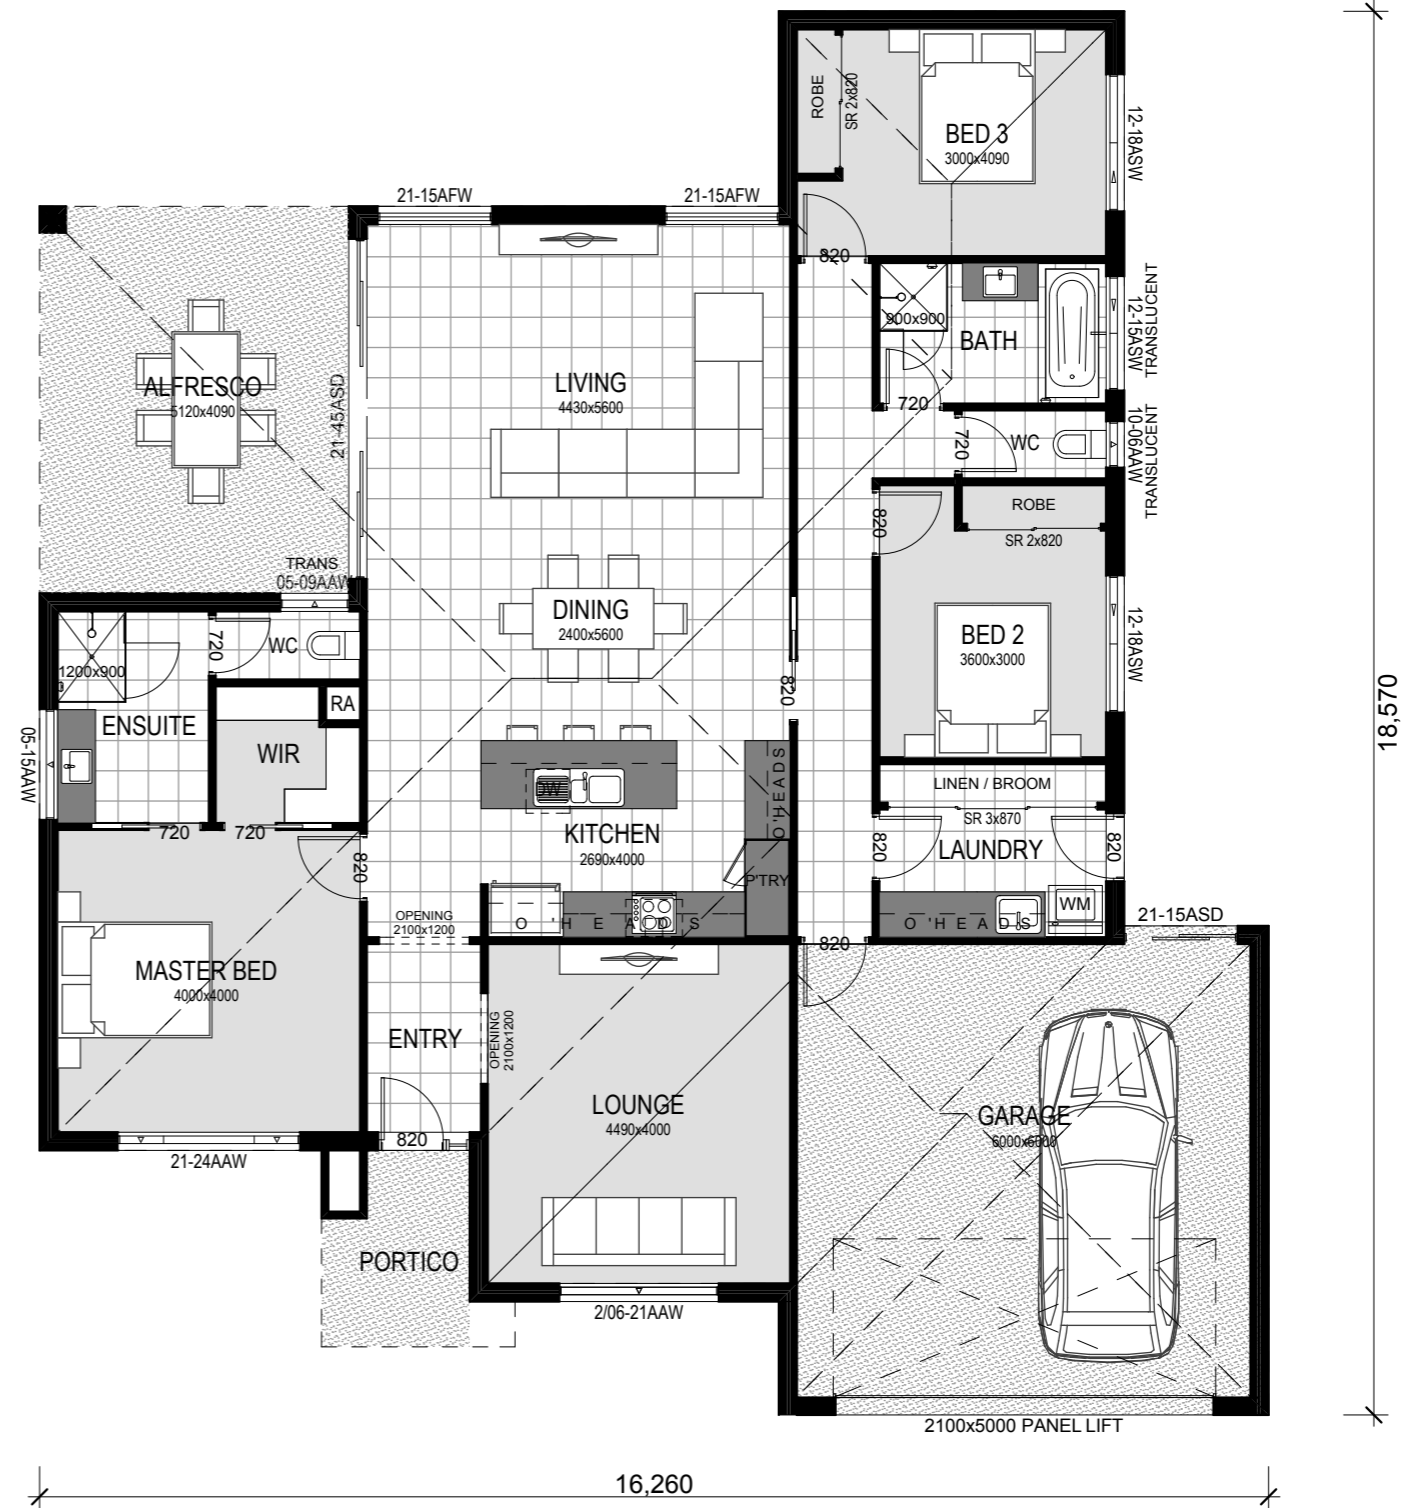 ROBE
SR 2x820
BED 3
3000x4090
12-18ASW
21-15AFW
21-15AFW
820
900x900
BATH
12-15ASW
TRANSLUCENT
ALFRESCO
5120x4090
21-45ASD
LIVING
4430x5600
720
720
WC
10-06AAW
TRANSLUCENT
ROBE
SR 2x820
820
TRANS
05-09AAW
DINING
2400x5600
BED 2
3600x3000
12-18ASW
1200x900
720
WC
RA
ENSUITE
WIR
05-15AAW
820
18,570
DW
O'HEADS
LINEN / BROOM
SR 3x870
720
720
820
KITCHEN
2690x4000
P'TRY
820
LAUNDRY
820
OPENING
2100x1200
O'HEADS
O'HEADS
WM
21-15ASD
820
MASTER BED
4000x4000
ENTRY
OPENING
2100x1200
LOUNGE
4490x4000
GARAGE
6000x6000
820
21-24AAW
PORTICO
2/06-21AAW
2100x5000 PANEL LIFT
16,260